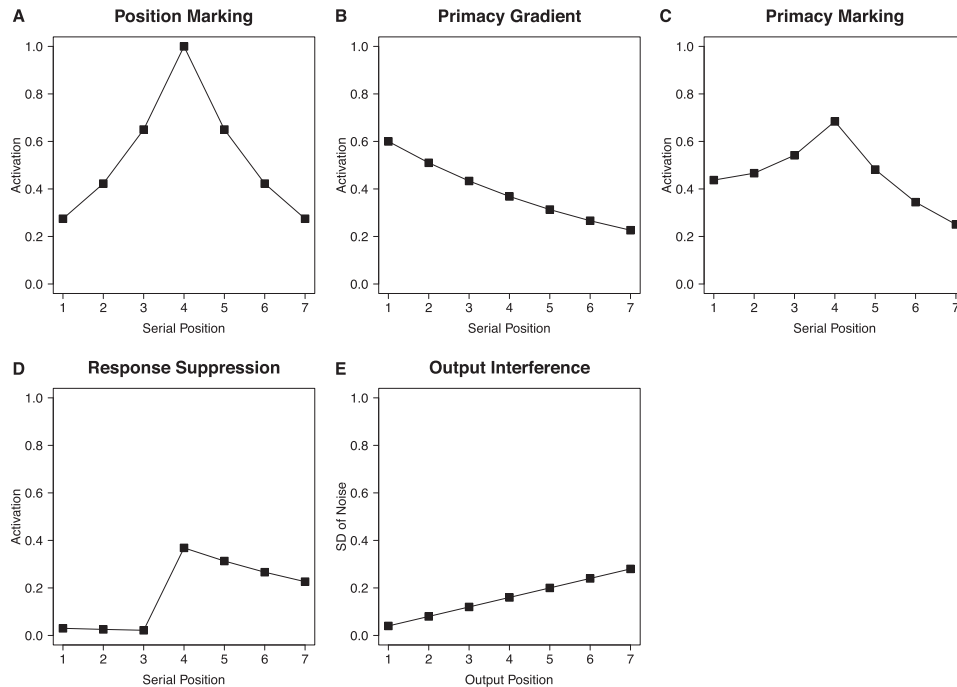 A Position Marking
1.0
0.8
0.6
0.4
0.2
0.0
Activation
1 2 3 4 5 6 7
Serial Position
B Primacy Gradient
1.0
0.8
0.6
0.4
0.2
0.0
Activation
1 2 3 4 5 6 7
Serial Position
C Primacy Marking
1.0
0.8
0.6
0.4
0.2
0.0
Activation
1 2 3 4 5 6 7
Serial Position
D Response Suppression
1.0
0.8
0.6
0.4
0.2
0.0
Activation
1 2 3 4 5 6 7
Serial Position
E Output Interference
1.0
0.8
0.6
0.4
0.2
0.0
SD of Noise
1 2 3 4 5 6 7
Output Position